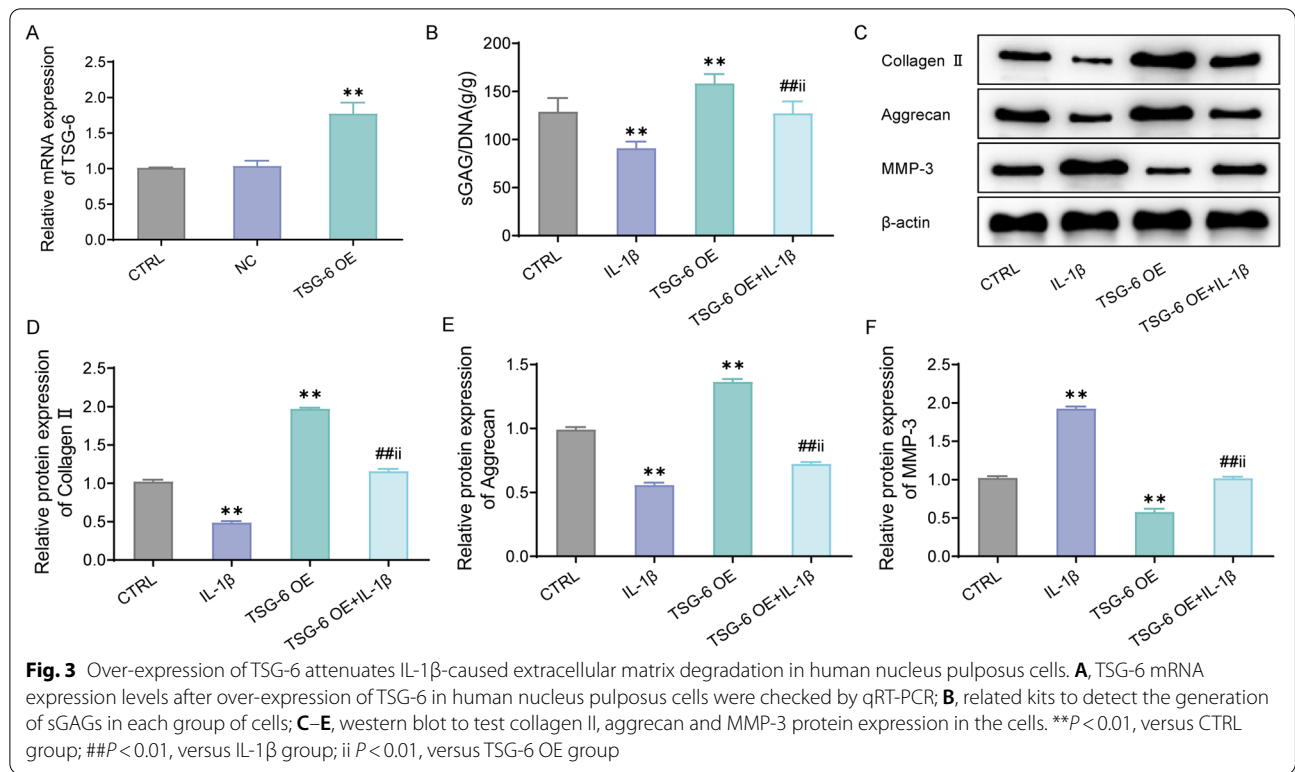 A
Relative mRNA expression
of TSG-6
2.5
2.0
1.5
1.0
0.5
0.0
**
CTRL
NC
TSG-6 OE
B
sGAG/DNA(g/g)
200
150
100
50
0
**
**
##ii
CTRL
IL-1β
TSG-6 OE
TSG-6 OE+IL-1β
C
Collagen Ⅱ
Aggrecan
MMP-3
β-actin
CTRL
IL-1β
TSG-6 OE
TSG-6 OE+IL-1β
D
Relative protein expression
of Collagen Ⅱ
2.5
2.0
1.5
1.0
0.5
0.0
**
**
##ii
CTRL
IL-1β
TSG-6 OE
TSG-6 OE+IL-1β
E
Relative protein expression
of Aggrecan
1.5
1.0
0.5
0.0
**
**
##ii
CTRL
IL-1β
TSG-6 OE
TSG-6 OE+IL-1β
F
Relative protein expression
of MMP-3
2.5
2.0
1.5
1.0
0.5
0.0
**
**
##ii
CTRL
IL-1β
TSG-6 OE
TSG-6 OE+IL-1β
Fig. 3 Over-expression of TSG-6 attenuates IL-1β-caused extracellular matrix degradation in human nucleus pulposus cells. A, TSG-6 mRNA
expression levels after over-expression of TSG-6 in human nucleus pulposus cells were checked by qRT-PCR; B, related kits to detect the generation
of sGAGs in each group of cells; C–E, western blot to test collagen II, aggrecan and MMP-3 protein expression in the cells. **P < 0.01, versus CTRL
group; ##P < 0.01, versus IL-1β group; ii P < 0.01, versus TSG-6 OE group